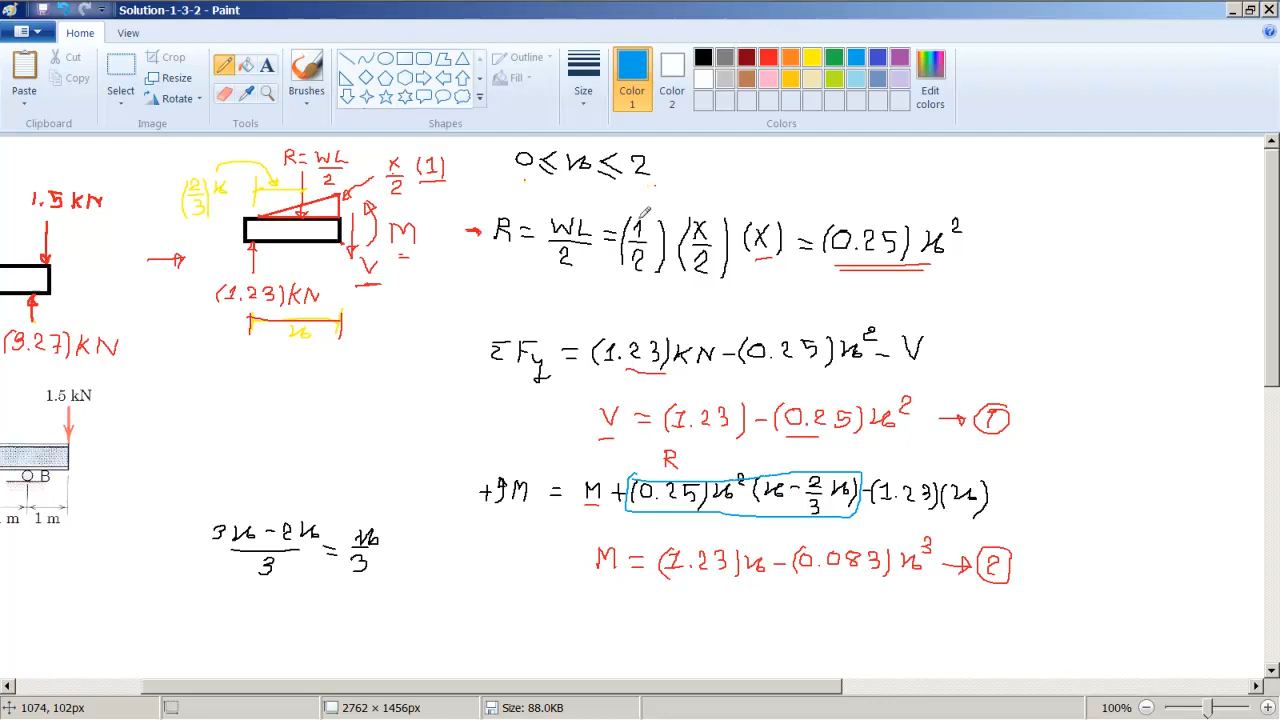 Solution-1-3-2 - Paint
Home
View
Paste
Cut
Copy
Clipboard
Select
Crop
Resize
Rotate
Image
A
Tools
Brushes
Outline
Fill
Shapes
Size
Color 1
Color 2
Edit colors
Colors
1.5 KN
(3.27) KN
1.5 kN
B
m
1 m
(2/3) x
R = WL/2
x/2 (1)
M
V
(1.23) KN
x
0 ≤ x ≤ 2
R = WL/2 = (1/2) (x/2) (x) = (0.25) x²
ΣFy = (1.23) KN - (0.25) x² - V
V = (1.23) - (0.25) x² → ①
R
M = M + (0.25) x² (x - 2/3 x) - (1.23)(x)
M = (1.23) x - (0.083) x³ → ②
3x - 2x / 3 = x/3
1074, 102px
2762 × 1456px
Size: 88.0KB
100%